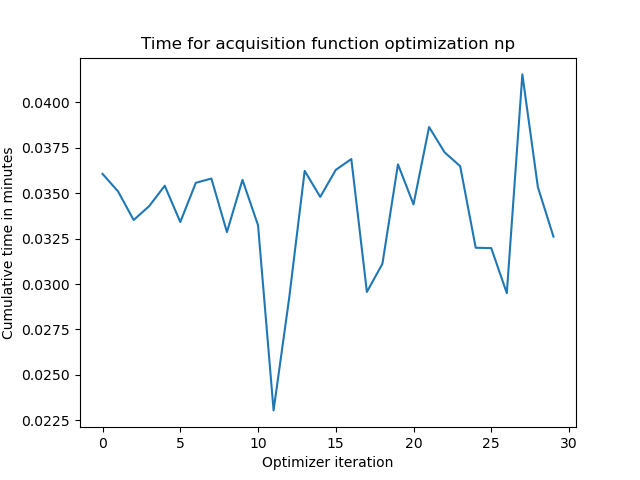 Time for acquisition function optimization np
0.0400
0.0375
0.0350
0.0325
0.0300
0.0275
0.0250
0.0225
Cumulative time in minutes
0 5 10 15 20 25 30
Optimizer iteration